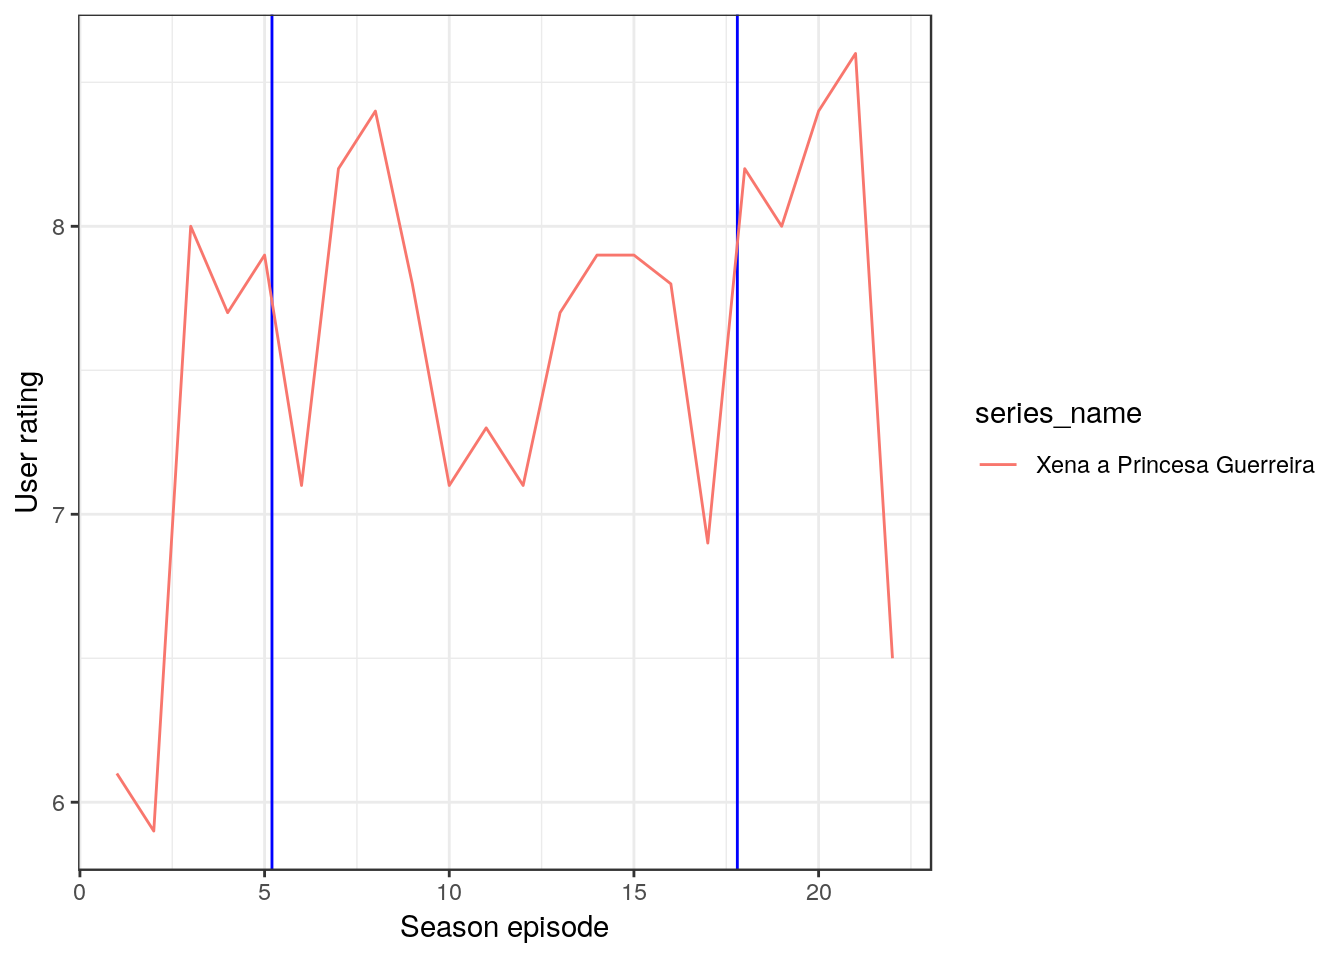 User rating
8
7
6
0 5 10 15 20
Season episode
series_name
Xena a Princesa Guerreira